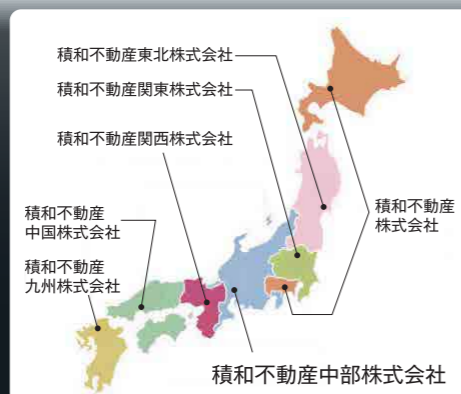 積和不動産東北株式会社
積和不動産関東株式会社
積和不動産関西株式会社
積和不動産
中国株式会社
積和不動産
九州株式会社
積和不動産
株式会社
積和不動産中部株式会社